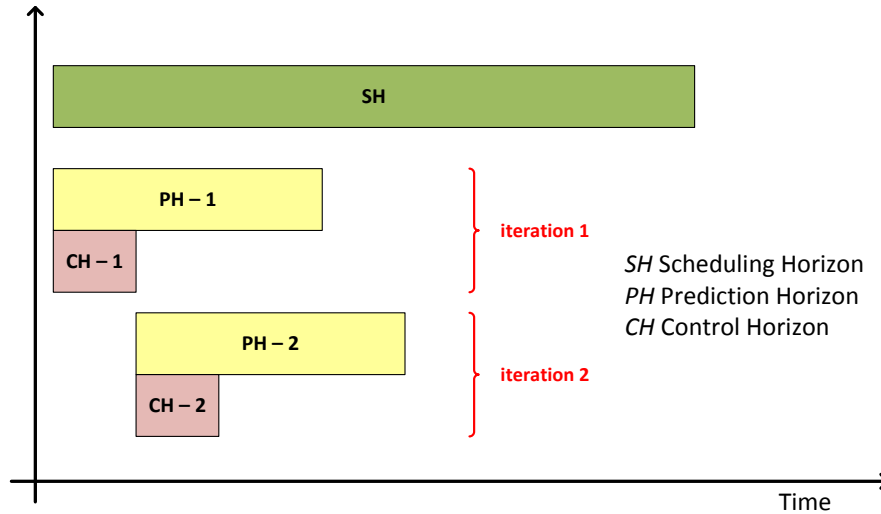 SH
PH – 1
CH – 1
iteration 1
SH Scheduling Horizon
PH Prediction Horizon
CH Control Horizon
PH – 2
CH – 2
iteration 2
Time